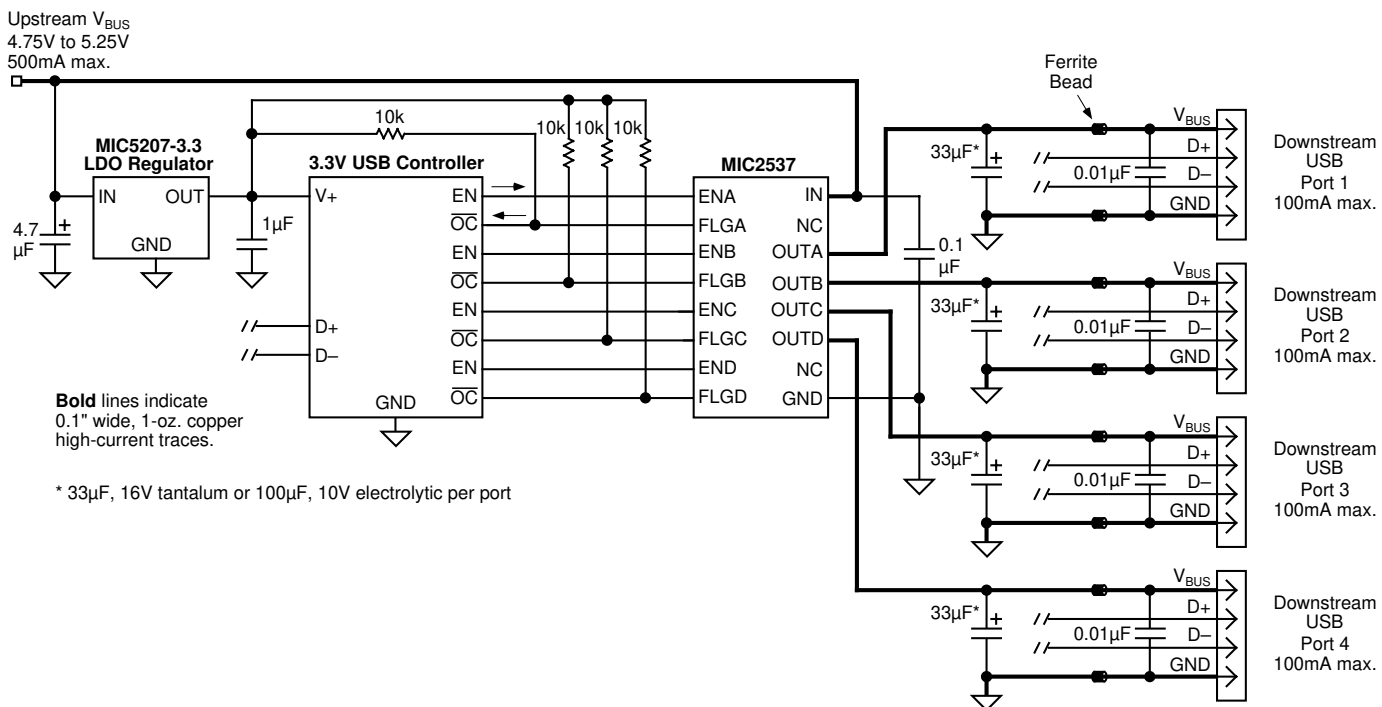 Upstream VBUS
4.75V to 5.25V
500mA max.
MIC5207-3.3
LDO Regulator
IN
OUT
GND
4.7
µF
1µF
10k
10k
10k
10k
3.3V USB Controller
V+
EN
OC
EN
OC
EN
OC
EN
OC
D+
D–
GND
MIC2537
ENA
FLGA
ENB
FLGB
ENC
FLGC
END
FLGD
IN
NC
OUTA
OUTB
OUTC
OUTD
NC
GND
0.1
µF
Ferrite
Bead
33µF*
0.01µF
VBUS
D+
D–
GND
Downstream
USB
Port 1
100mA max.
33µF*
0.01µF
VBUS
D+
D–
GND
Downstream
USB
Port 2
100mA max.
33µF*
0.01µF
VBUS
D+
D–
GND
Downstream
USB
Port 3
100mA max.
33µF*
0.01µF
VBUS
D+
D–
GND
Downstream
USB
Port 4
100mA max.
Bold lines indicate
0.1" wide, 1-oz. copper
high-current traces.
* 33µF, 16V tantalum or 100µF, 10V electrolytic per port